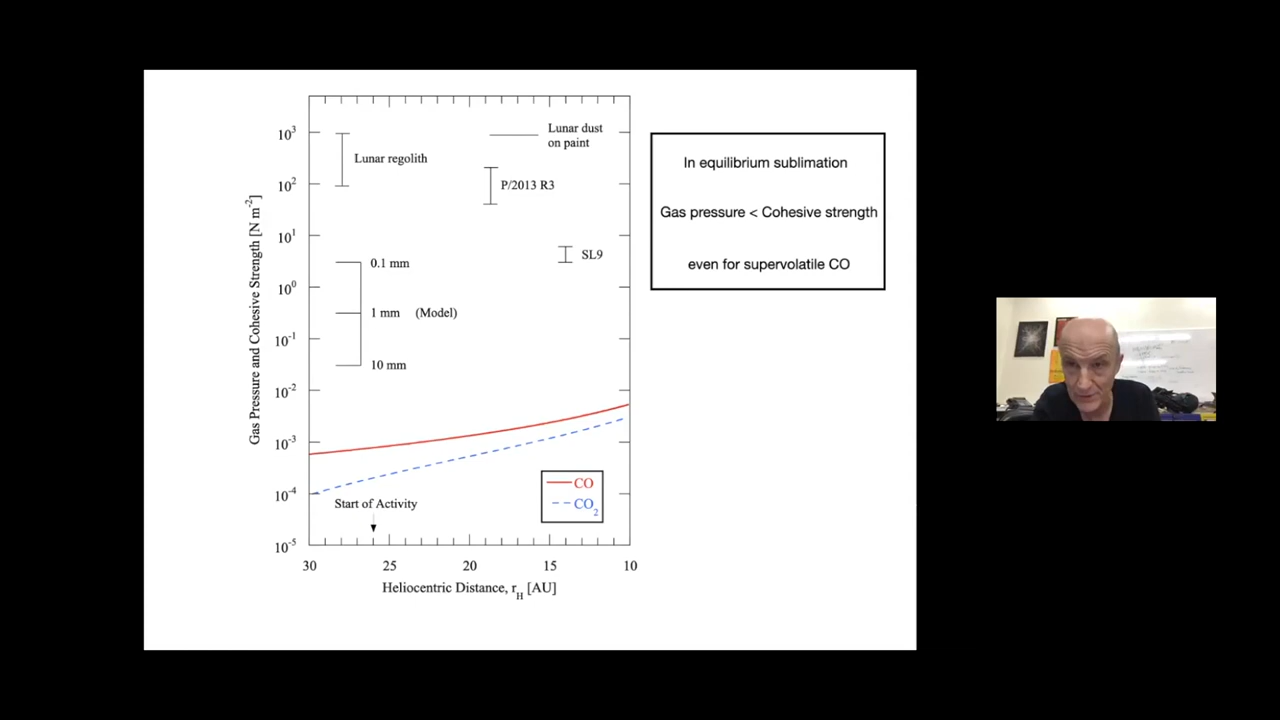 10³
10²
10¹
10⁰
10⁻¹
10⁻²
10⁻³
10⁻⁴
10⁻⁵
Gas Pressure and Cohesive Strength [N m⁻²]
Lunar regolith
Lunar dust
on paint
P/2013 R3
SL9
0.1 mm
1 mm (Model)
10 mm
Start of Activity
CO
CO₂
30 25 20 15 10
Heliocentric Distance, r_H [AU]
In equilibrium sublimation
Gas pressure < Cohesive strength
even for supervolatile CO